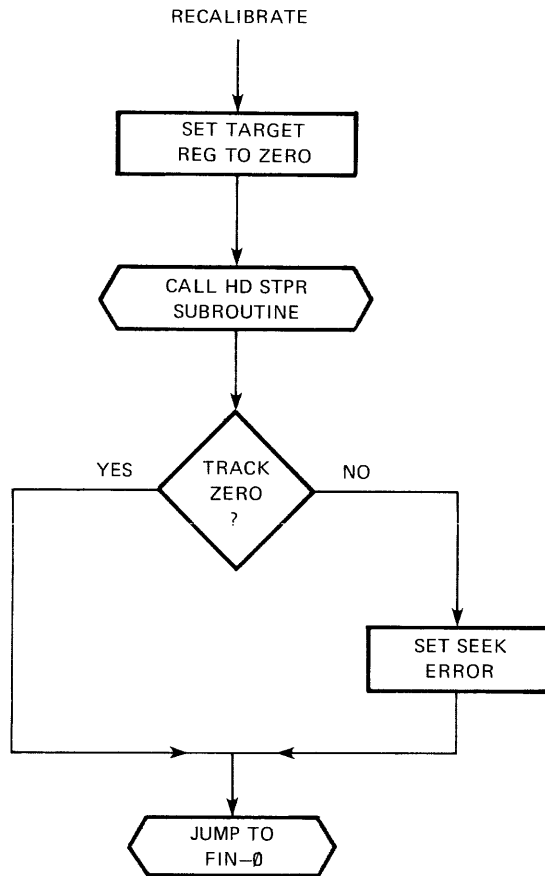 RECALIBRATE
SET TARGET
REG TO ZERO
CALL HD STPR
SUBROUTINE
TRACK
ZERO
?
YES
NO
SET SEEK
ERROR
JUMP TO
FIN–Ø